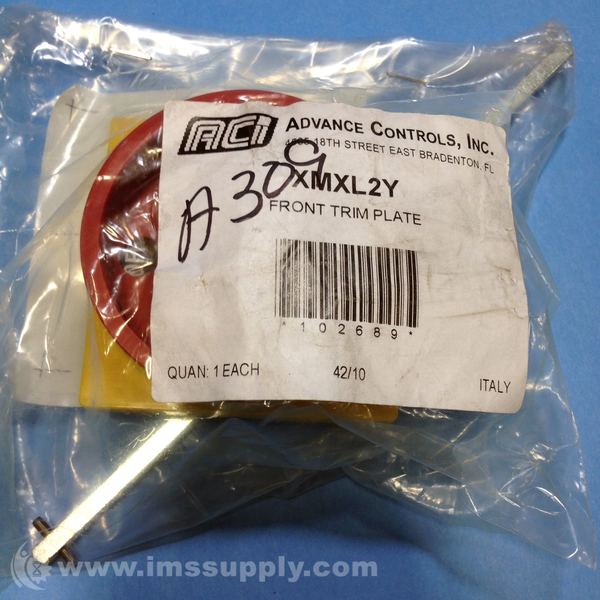 ACI ADVANCE CONTROLS, INC.
18TH STREET EAST BRADENTON, FL
XMXL2Y
A309
FRONT TRIM PLATE
*102689*
QUAN: 1 EACH 42/10 ITALY
www.imssupply.com